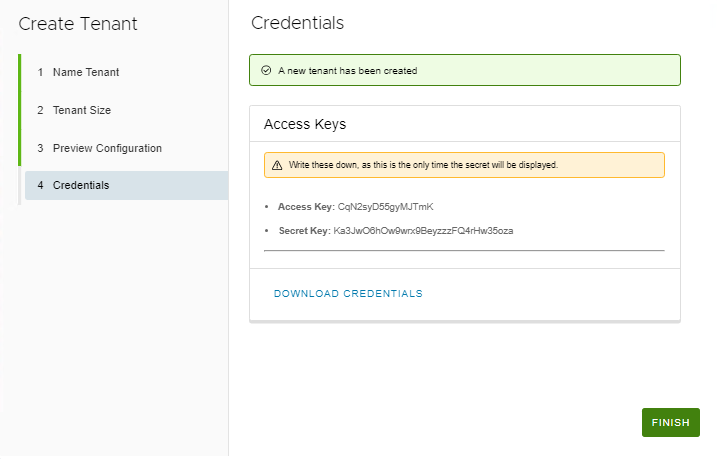 Create Tenant
1 Name Tenant
2 Tenant Size
3 Preview Configuration
4 Credentials
Credentials
A new tenant has been created
Access Keys
Write these down, as this is the only time the secret will be displayed.
• Access Key: CqN2syD55gyMJTmK
• Secret Key: Ka3JwO6hOw9wrx9BeyzzzFQ4rHw35oza
DOWNLOAD CREDENTIALS
FINISH